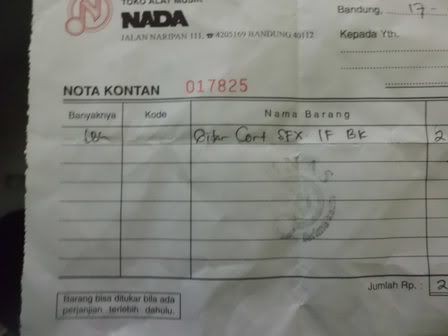 TOKO ALAT MUSIK
NADA
JALAN NARIPAN 111, ☎ 4205169 BANDUNG 40112
Bandung, 17-
Kepada Yth.
NOTA KONTAN 017825
Banyaknya Kode Nama Barang
Gitar Cort SFX 1F BK 2
Jumlah Rp. : 2
Barang bisa ditukar bila ada
perjanjian terlebih dahulu.